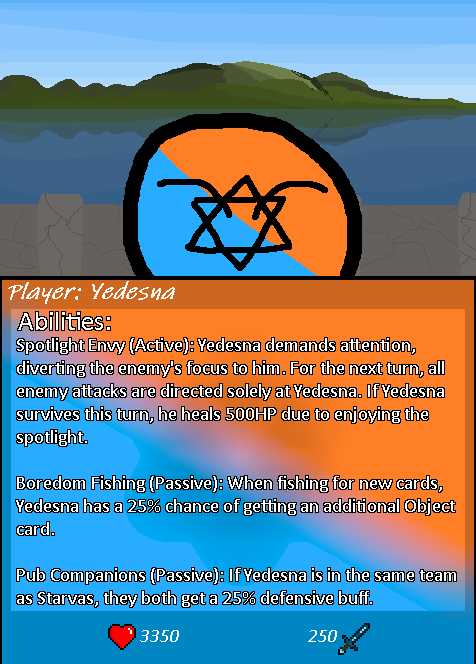 Player: Yedesna
Abilities:
Spotlight Envy (Active): Yedesna demands attention,
diverting the enemy's focus to him. For the next turn, all
enemy attacks are directed solely at Yedesna. If Yedesna
survives this turn, he heals 500HP due to enjoying the
spotlight.
Boredom Fishing (Passive): When fishing for new cards,
Yedesna has a 25% chance of getting an additional Object
card.
Pub Companions (Passive): If Yedesna is in the same team
as Starvas, they both get a 25% defensive buff.
3350
250